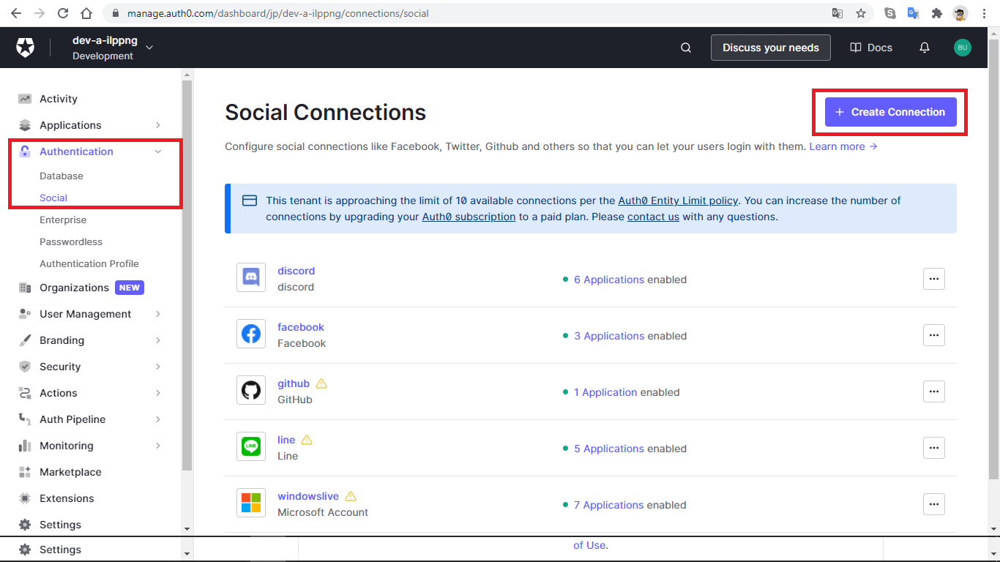 manage.auth0.com/dashboard/jp/dev-a-ilppng/connections/social
dev-a-ilppng
Development
Discuss your needs
Docs
BU
Activity
Applications
Authentication
Database
Social
Enterprise
Passwordless
Authentication Profile
Organizations NEW
User Management
Branding
Security
Actions
Auth Pipeline
Monitoring
Marketplace
Extensions
Settings
Settings
Social Connections
+ Create Connection
Configure social connections like Facebook, Twitter, Github and others so that you can let your users login with them. Learn more →
This tenant is approaching the limit of 10 available connections per the Auth0 Entity Limit policy. You can increase the number of
connections by upgrading your Auth0 subscription to a paid plan. Please contact us with any questions.
discord
discord
6 Applications enabled
facebook
Facebook
3 Applications enabled
github
GitHub
1 Application enabled
LINE
line
Line
5 Applications enabled
windowslive
Microsoft Account
7 Applications enabled
of Use.